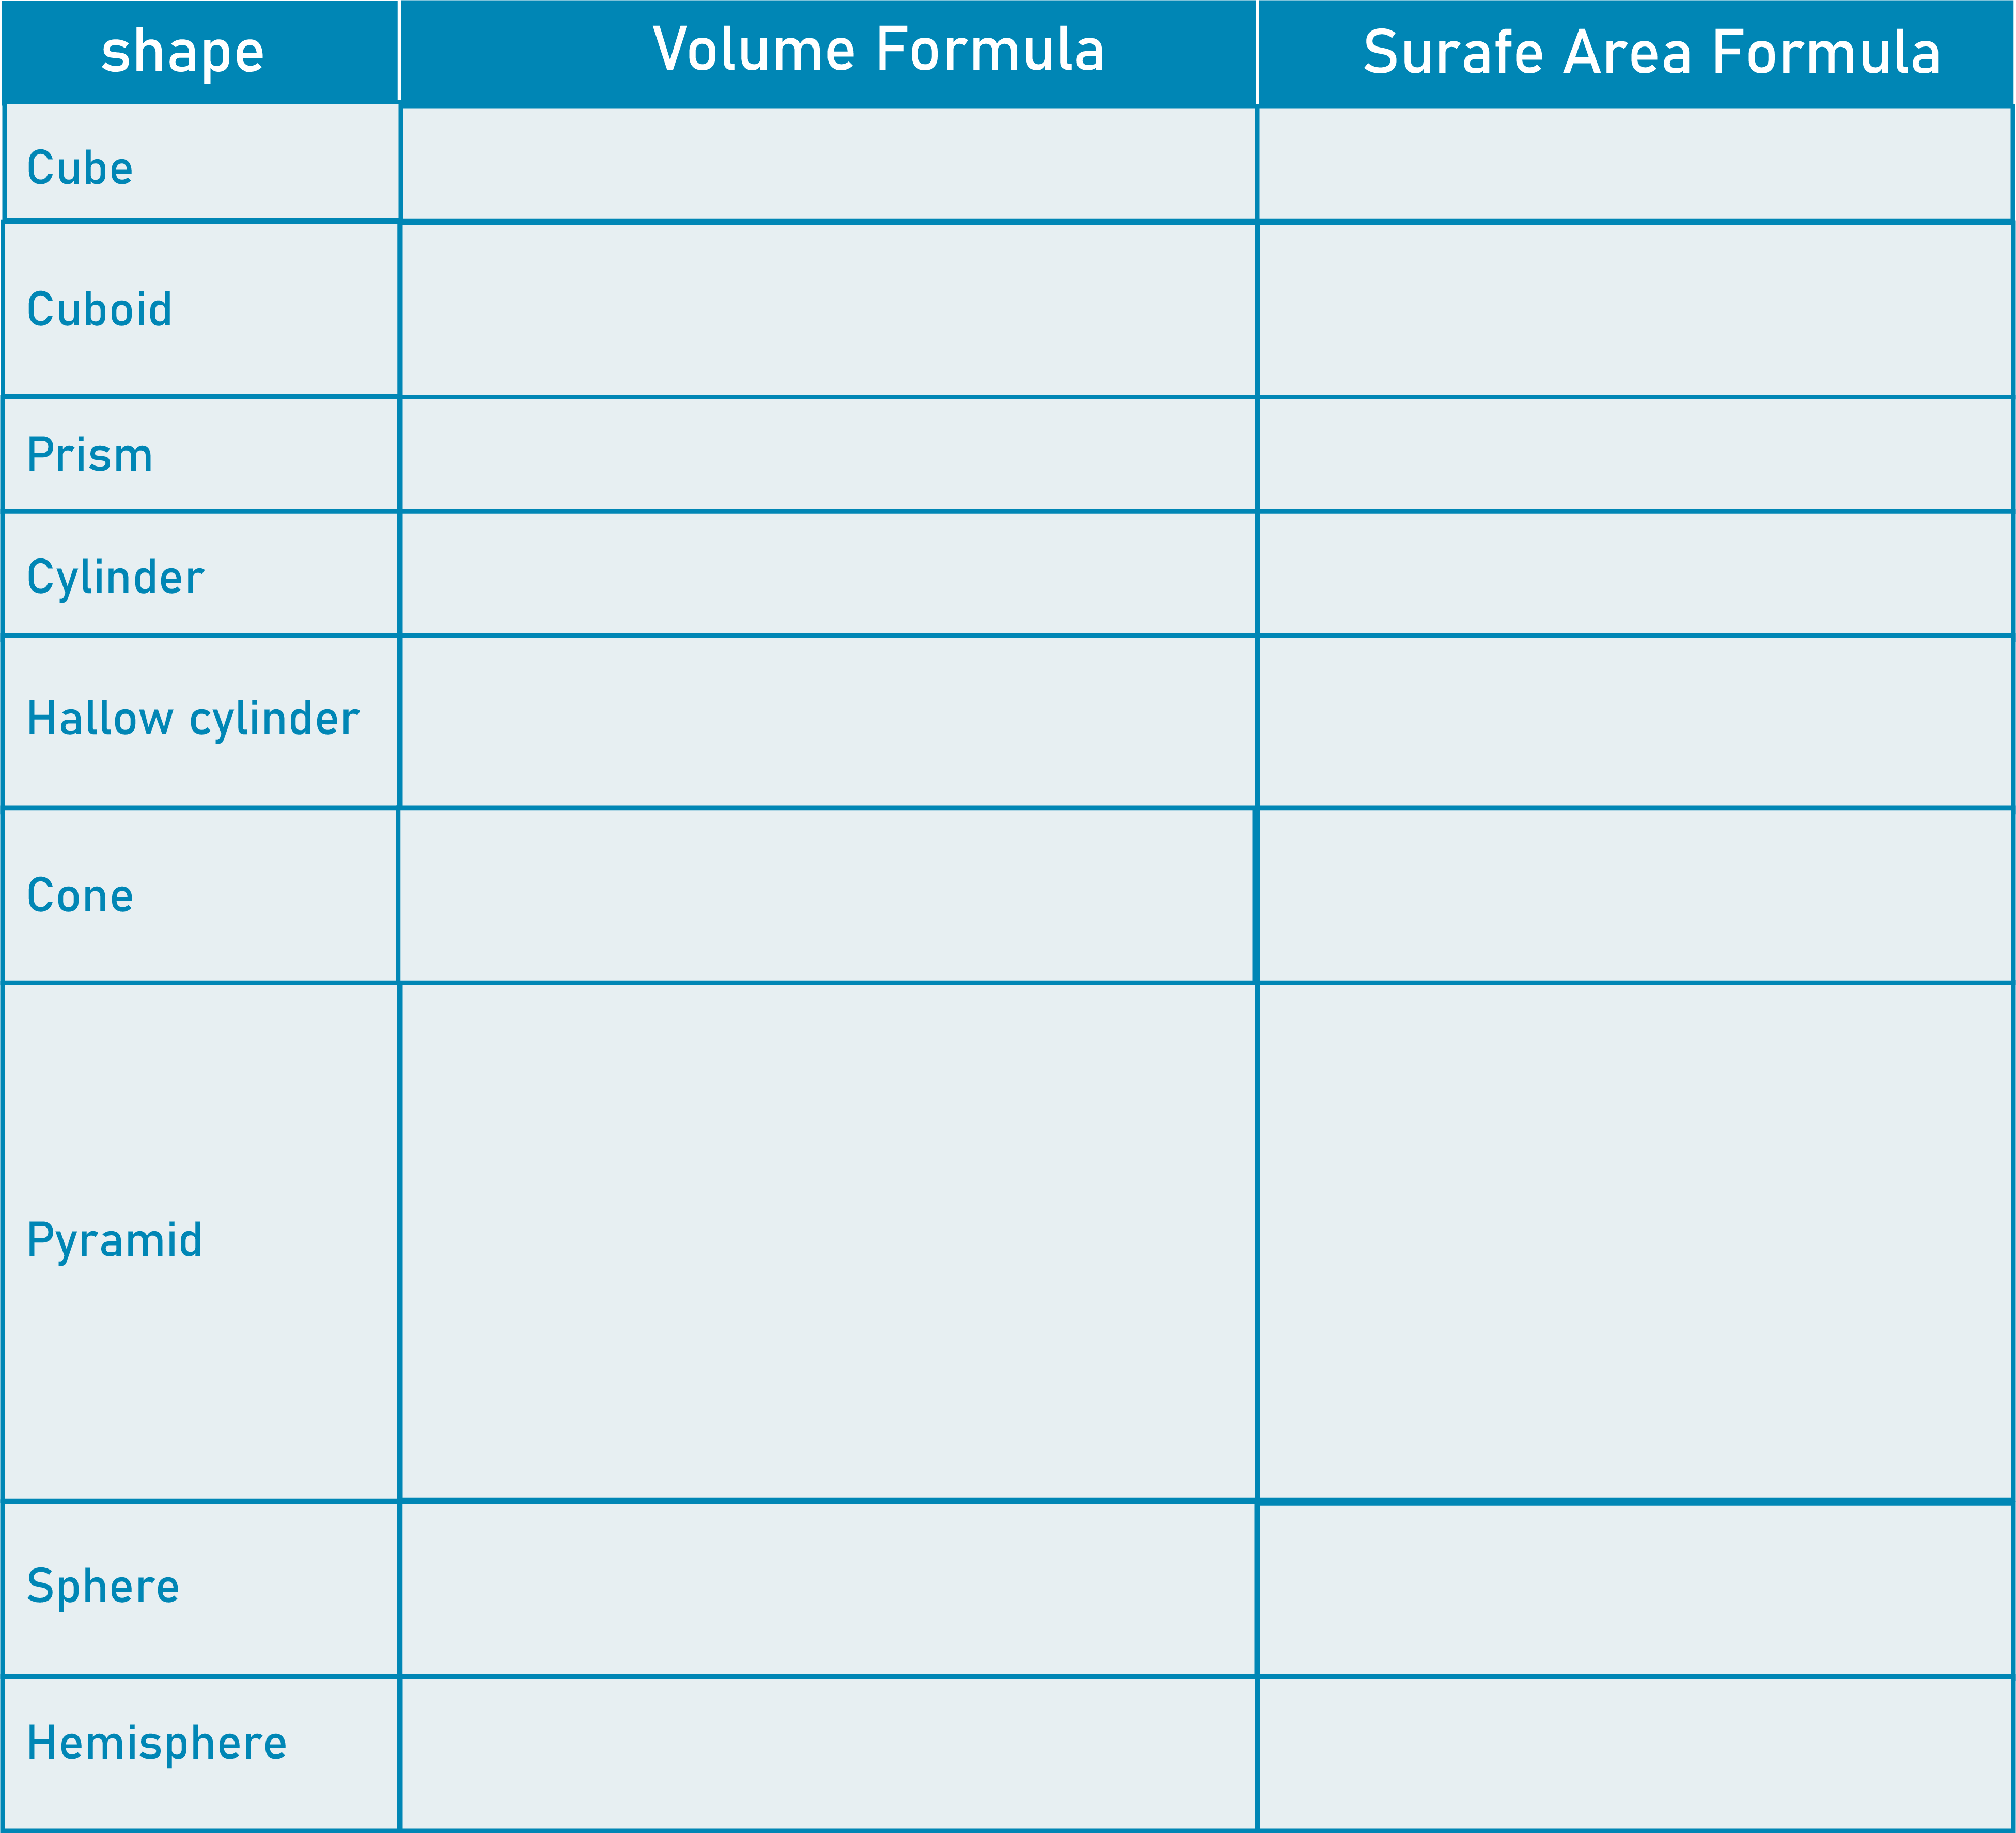 shape
Volume Formula
Surafe Area Formula
Cube
Cuboid
Prism
Cylinder
Hallow cylinder
Cone
Pyramid
Sphere
Hemisphere